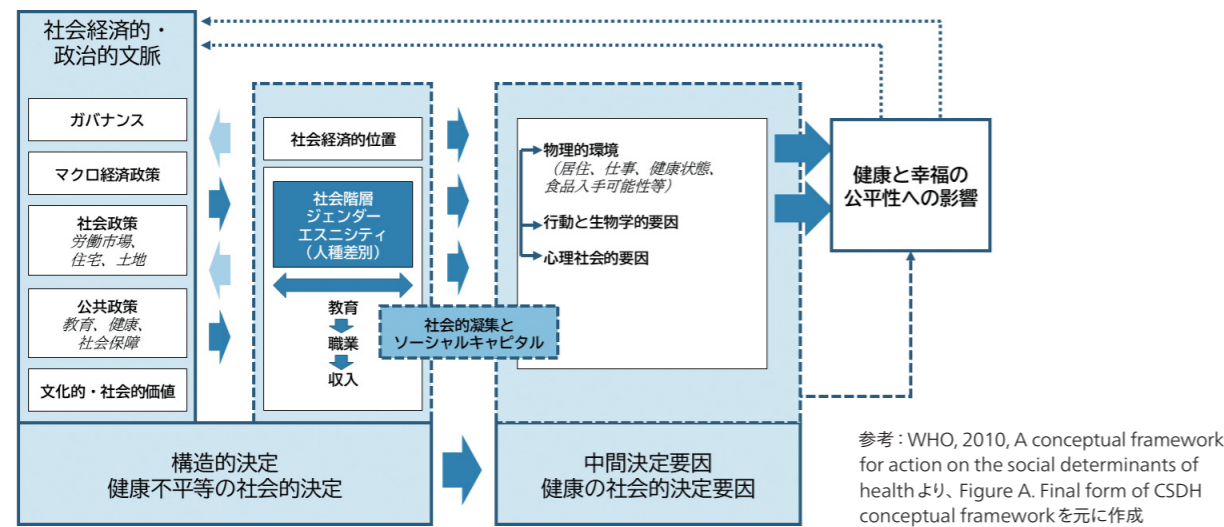 社会経済的・
政治的文脈
ガバナンス
マクロ経済政策
社会政策
労働市場、
住宅、土地
公共政策
教育、健康、
社会保障
文化的・社会的価値
社会経済的位置
社会階層
ジェンダー
エスニシティ
（人種差別）
教育
職業
収入
社会的凝集と
ソーシャルキャピタル
物理的環境
（居住、仕事、健康状態、
食品入手可能性等）
行動と生物学的要因
心理社会的要因
健康と幸福の
公平性への影響
構造的決定
健康不平等の社会的決定
中間決定要因
健康の社会的決定要因
参考：WHO, 2010, A conceptual framework
for action on the social determinants of
healthより、Figure A. Final form of CSDH
conceptual frameworkを元に作成